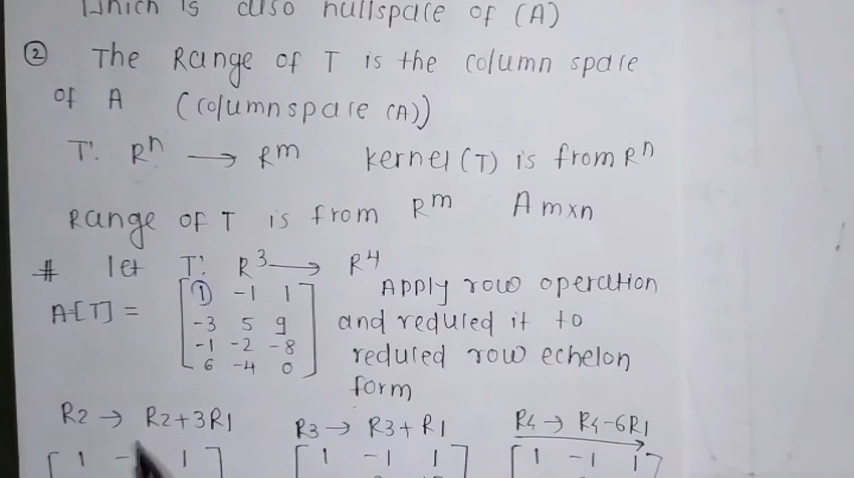 Which is also nullspace of (A)
② The Range of T is the column space
of A (columnspace (A))
T: Rⁿ → Rᵐ kernel (T) is from Rⁿ
Range of T is from Rᵐ A m×n
# let T: R³ → R⁴
A[T] = [① -1 1
-3 5 9
-1 -2 -8
6 -4 0]
Apply row operation
and reduced it to
reduced row echelon
form
R2 → R2+3R1 R3 → R3+R1 R4 → R4-6R1
[1 - 1] [1 -1 1] [1 -1 1]